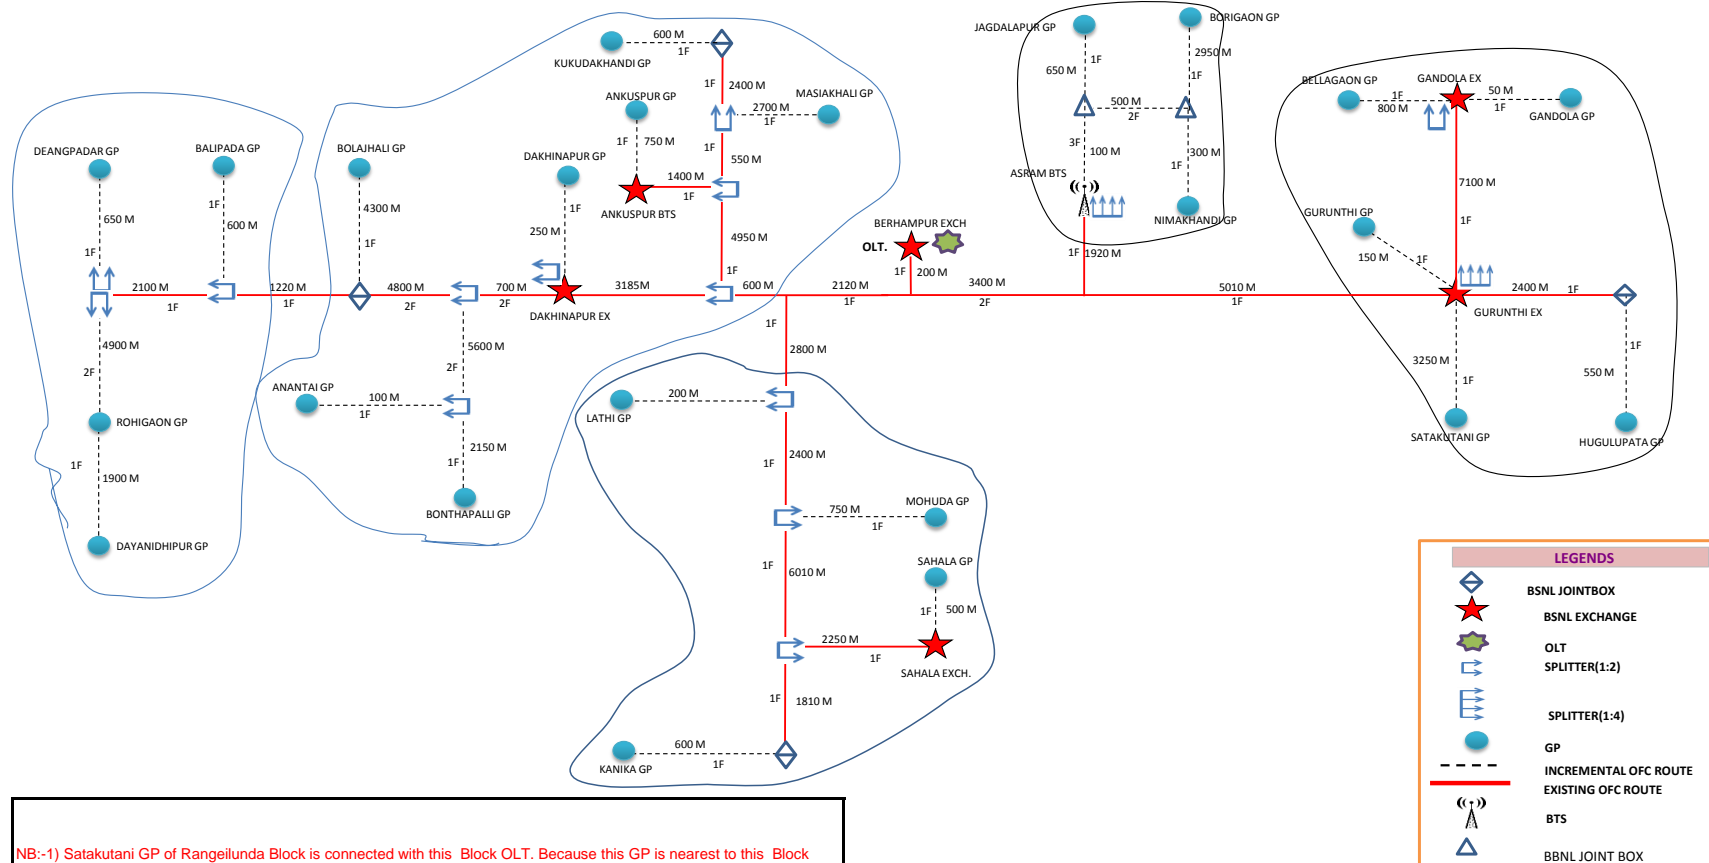 600 M
1F
KUKUDAKHANDI GP
1F
2400 M
ANKUSPUR GP
1F
750 M
2700 M
1F
MASIAKHALI GP
1F
550 M
1400 M
1F
ANKUSPUR BTS
4950 M
1F
DEANGPADAR GP
650 M
1F
BALIPADA GP
1F
600 M
BOLAJHALI GP
4300 M
1F
DAKHINAPUR GP
1F
250 M
2100 M
1F
1220 M
1F
4800 M
2F
700 M
2F
DAKHINAPUR EX
3185M
600 M
2120 M
1F
BERHAMPUR EXCH
OLT.
1F
200 M
3400 M
2F
5010 M
1F
4900 M
2F
ROHIGAON GP
1F
1900 M
DAYANIDHIPUR GP
5600 M
2F
ANANTAI GP
100 M
1F
2150 M
1F
BONTHAPALLI GP
1F
2800 M
200 M
LATHI GP
2400 M
1F
MOHUDA GP
750 M
1F
1F
6010 M
SAHALA GP
1F
500 M
2250 M
1F
SAHALA EXCH.
1F
1810 M
600 M
1F
KANIKA GP
JAGDALAPUR GP
1F
650 M
BORIGAON GP
2950 M
1F
500 M
2F
3F
100 M
ASRAM BTS
1F
300 M
NIMAKHANDI GP
1F
1920 M
BELLAGAON GP
1F
800 M
GANDOLA EX
50 M
1F
GANDOLA GP
7100 M
1F
GURUNTHI GP
150 M
1F
GURUNTHI EX
2400 M
1F
3250 M
1F
SATAKUTANI GP
1F
550 M
HUGULUPATA GP
LEGENDS
BSNL JOINTBOX
BSNL EXCHANGE
OLT
SPLITTER(1:2)
SPLITTER(1:4)
GP
INCREMENTAL OFC ROUTE
EXISTING OFC ROUTE
BTS
BBNL JOINT BOX
NB:-1) Satakutani GP of Rangeilunda Block is connected with this Block OLT. Because this GP is nearest to this Block